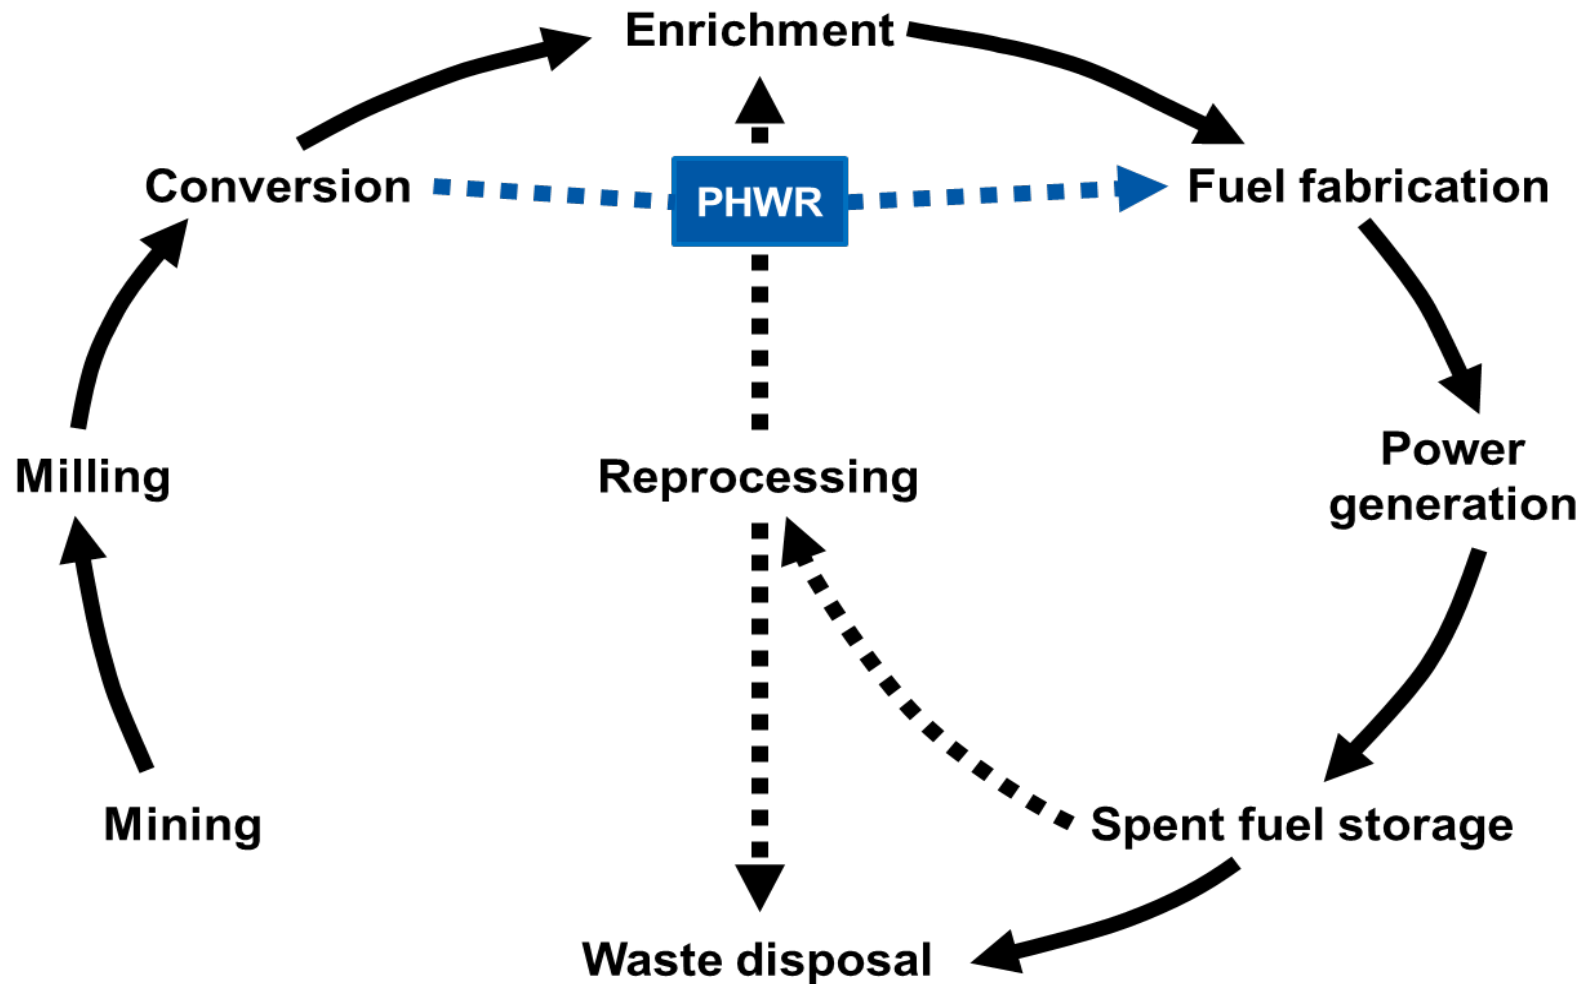 Enrichment
Conversion
PHWR
Fuel fabrication
Milling
Reprocessing
Power
generation
Mining
Spent fuel storage
Waste disposal